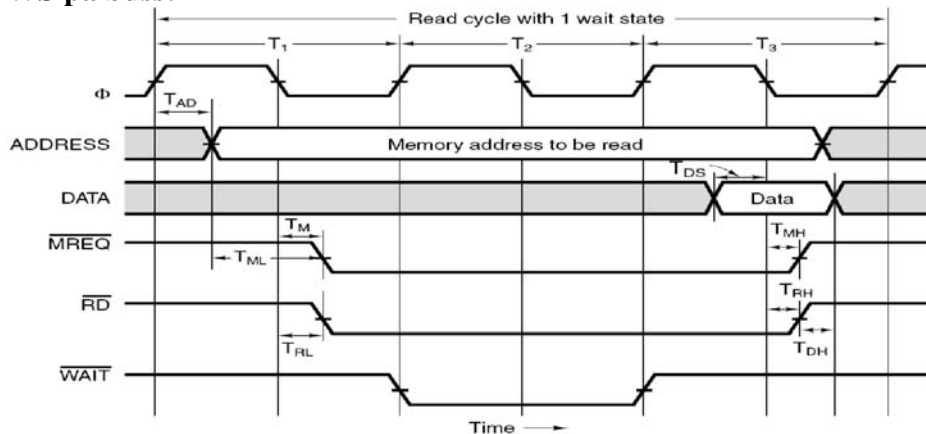 Read cycle with 1 wait state
T1 T2 T3
Φ
TAD
ADDRESS Memory address to be read
TDS
DATA Data
MREQ TM TMH
TML
RD TRH
TRL TDH
WAIT
Time